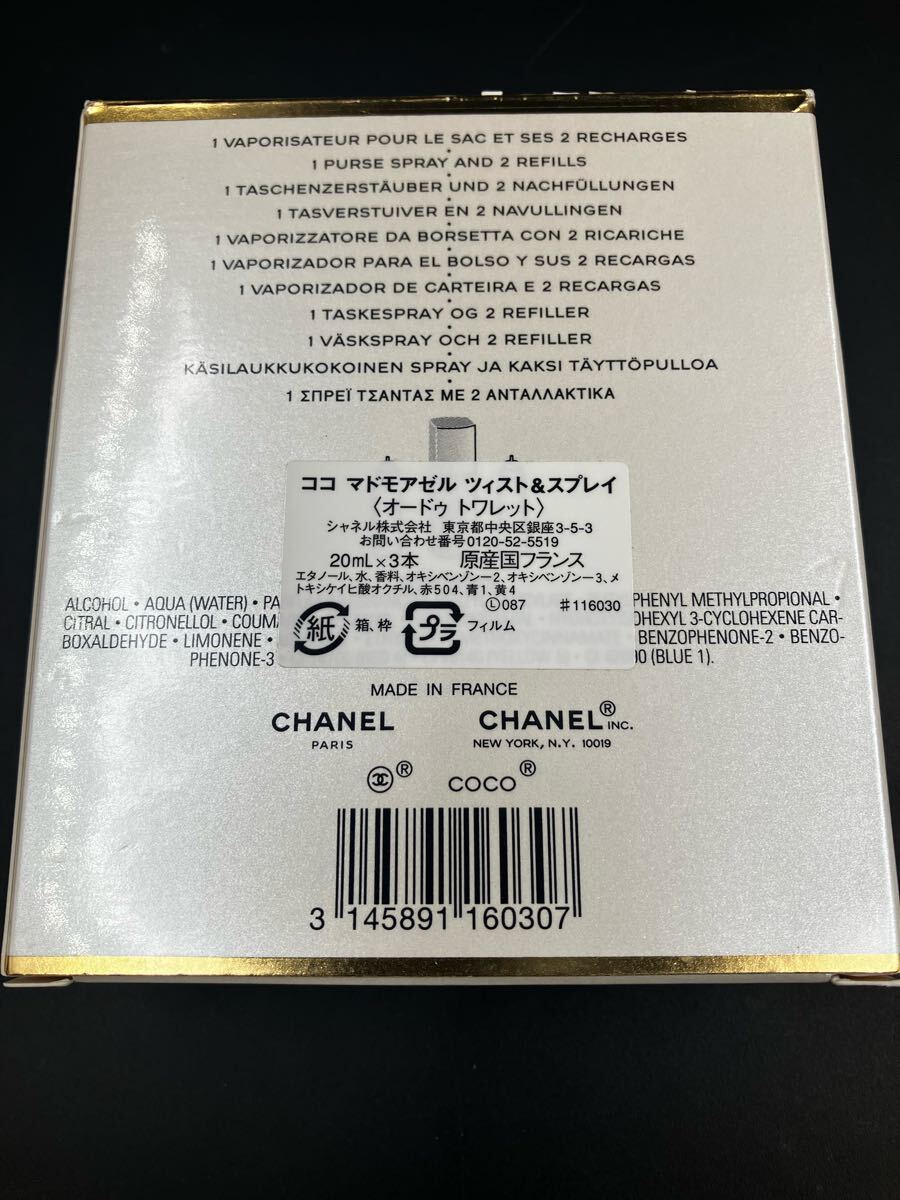 1 VAPORISATEUR POUR LE SAC ET SES 2 RECHARGES
1 PURSE SPRAY AND 2 REFILLS
1 TASCHENZERSTÄUBER UND 2 NACHFÜLLUNGEN
1 TASVERSTUIVER EN 2 NAVULLINGEN
1 VAPORIZZATORE DA BORSETTA CON 2 RICARICHE
1 VAPORIZADOR PARA EL BOLSO Y SUS 2 RECARGAS
1 VAPORIZADOR DE CARTEIRA E 2 RECARGAS
1 TASKESPRAY OG 2 REFILLER
1 VÄSKSPRAY OCH 2 REFILLER
KÄSILAUKKUKOKOINEN SPRAY JA KAKSI TÄYTTÖPULLOA
1 ΣΠΡΕΪ ΤΣΑΝΤΑΣ ΜΕ 2 ΑΝΤΑΛΛΑΚΤΙΚΑ
ココ マドモアゼル ツィスト&スプレイ
〈オードゥ トワレット〉
シャネル株式会社 東京都中央区銀座3-5-3
お問い合わせ番号0120-52-5519
20mL×3本 原産国フランス
エタノール、水、香料、オキシベンゾン-2、オキシベンゾン-3、メ
トキシケイヒ酸オクチル、赤504、青1、黄4
Ⓛ087 #116030
紙 箱、枠 プラ フィルム
ALCOHOL • AQUA (WATER) • PA PHENYL METHYLPROPIONAL •
CITRAL • CITRONELLOL • COUM OHEXYL 3-CYCLOHEXENE CAR-
BOXALDEHYDE • LIMONENE • BENZOPHENONE-2 • BENZO-
PHENONE-3 00 (BLUE 1).
MADE IN FRANCE
CHANEL CHANEL® INC.
PARIS NEW YORK, N.Y. 10019
® COCO®
3 145891 160307